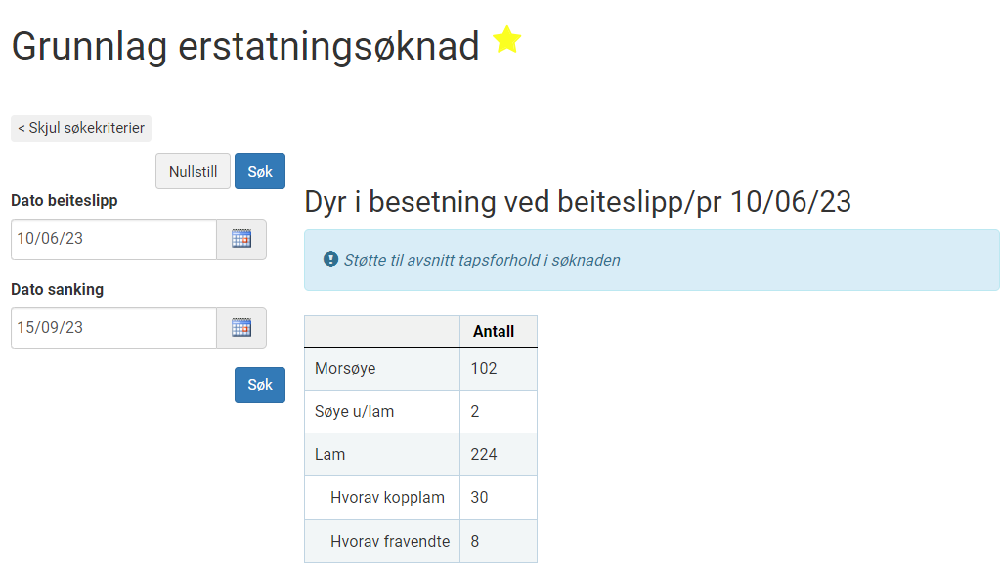 Grunnlag erstatningsøknad
< Skjul søkekriterier
Nullstill Søk
Dato beiteslipp
10/06/23
Dato sanking
15/09/23
Søk
Dyr i besetning ved beiteslipp/pr 10/06/23
Støtte til avsnitt tapsforhold i søknaden
Antall
Morsøye 102
Søye u/lam 2
Lam 224
Hvorav kopplam 30
Hvorav fravendte 8